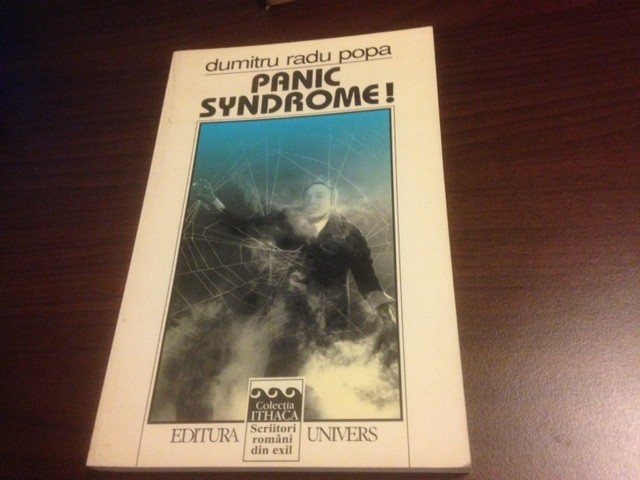 dumitru radu popa
PANIC
SYNDROME!
Colecția
ITHACA
EDITURA
Scriitori
români
din exil
UNIVERS